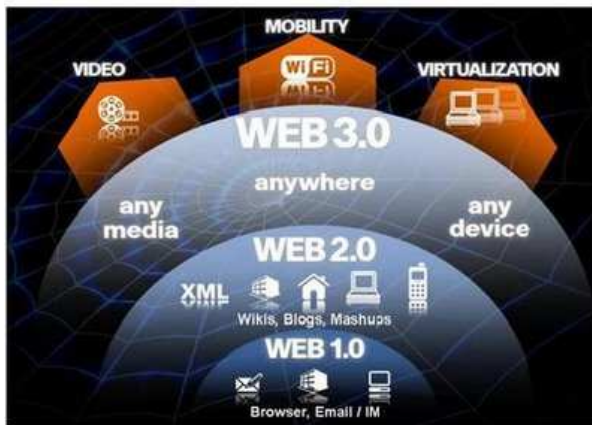 MOBILITY
VIDEO
WiFi
VIRTUALIZATION
WEB 3.0
anywhere
any
media
any
device
WEB 2.0
XML
Wikis, Blogs, Mashups
WEB 1.0
Browser, Email / IM